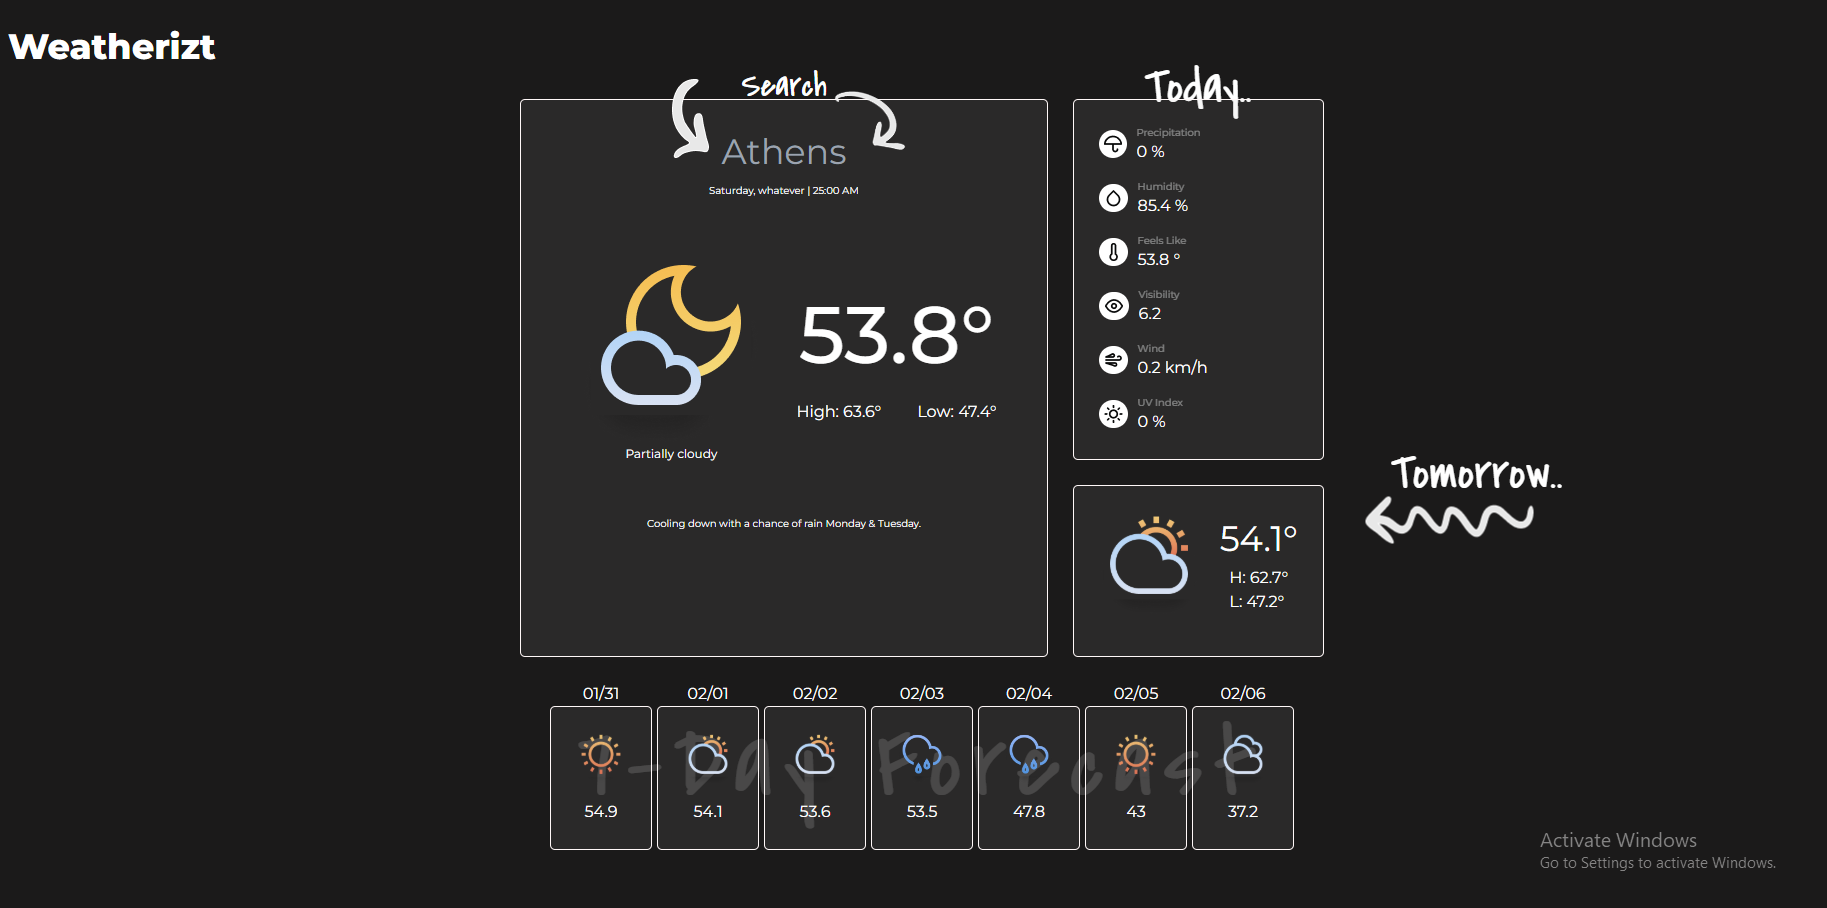 Weatherizt
Search
Athens
Saturday, whatever | 25:00 AM
53.8°
High: 63.6° Low: 47.4°
Partially cloudy
Cooling down with a chance of rain Monday & Tuesday.
Today..
Precipitation
0 %
Humidity
85.4 %
Feels Like
53.8 °
Visibility
6.2
Wind
0.2 km/h
UV Index
0 %
Tomorrow..
54.1°
H: 62.7°
L: 47.2°
01/31 02/01 02/02 02/03 02/04 02/05 02/06
7-Day Forecast
54.9 54.1 53.6 53.5 47.8 43 37.2
Activate Windows
Go to Settings to activate Windows.